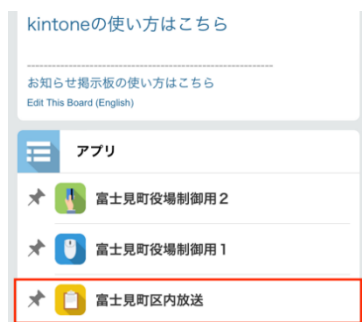 kintoneの使い方はこちら
------------------------------------------------------------
お知らせ掲示板の使い方はこちら
Edit This Board (English)
アプリ
富士見町役場制御用2
富士見町役場制御用1
富士見町区内放送